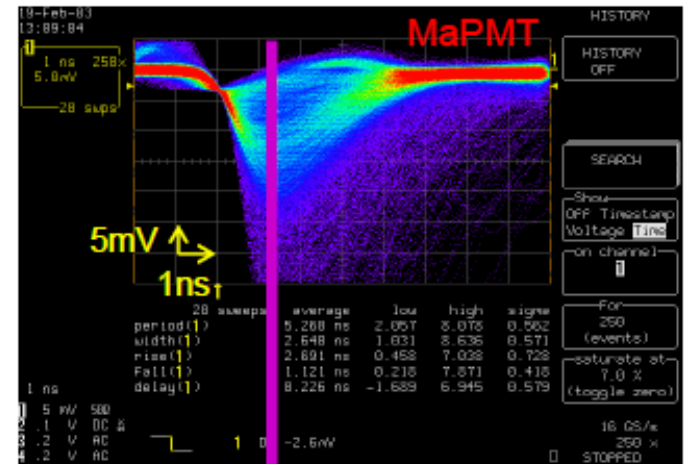 19-Feb-03
13:09:04
HISTORY
MaPMT
1
1 ns 250x
5.0mV
28 swps
HISTORY
OFF
SEARCH
Show
Off Timestamp
Voltage Time
on channel
1
5mV
1ns
28 sweeps average low high sigma
period(1) 5.268 ns 2.057 8.078 0.562
width(1) 2.648 ns 1.031 8.636 0.571
rise(1) 2.691 ns 0.458 7.038 0.728
fall(1) 1.121 ns 0.218 7.871 0.418
delay(1) 8.226 ns -1.689 6.945 0.579
For
250
(events)
saturate at
7.0 %
(toggle zero)
1 ns
1 5 mV 50Ω
2 .1 V DC
3 .2 V AC
4 .2 V AC
1 -2.6mV
16 GS/s
250 x
STOPPED